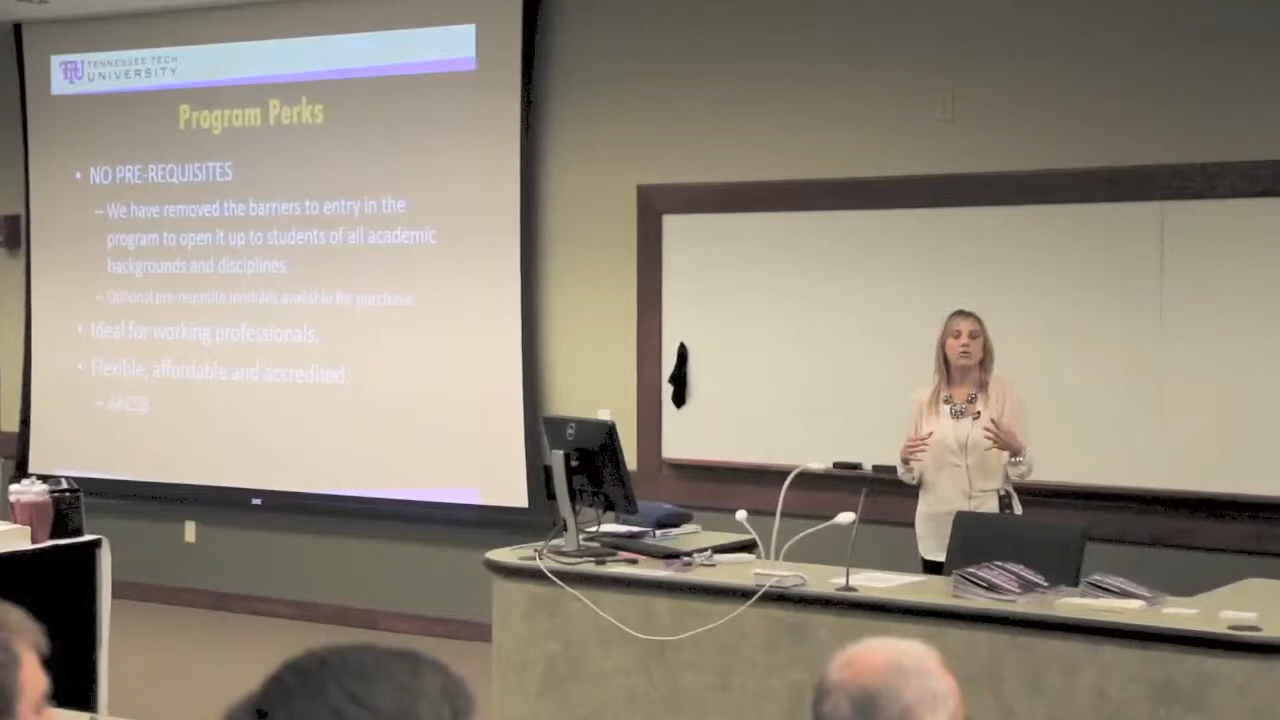 TENNESSEE TECH
UNIVERSITY
Program Perks
• NO PRE-REQUISITES
– We have removed the barriers to entry in the
program to open it up to students of all academic
backgrounds and disciplines
– Optional pre-requisite modules available for purchase
• Ideal for working professionals.
• Flexible, affordable and accredited.
– AACSB